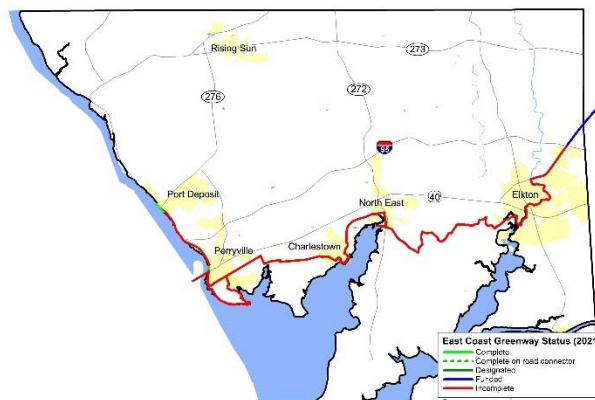 Rising Sun
273
276
272
95
Port Deposit
Elkton
North East
40
Perryville
Charlestown
East Coast Greenway Status (2021
Complete
Complete on road connector
Designated
Funded
Incomplete